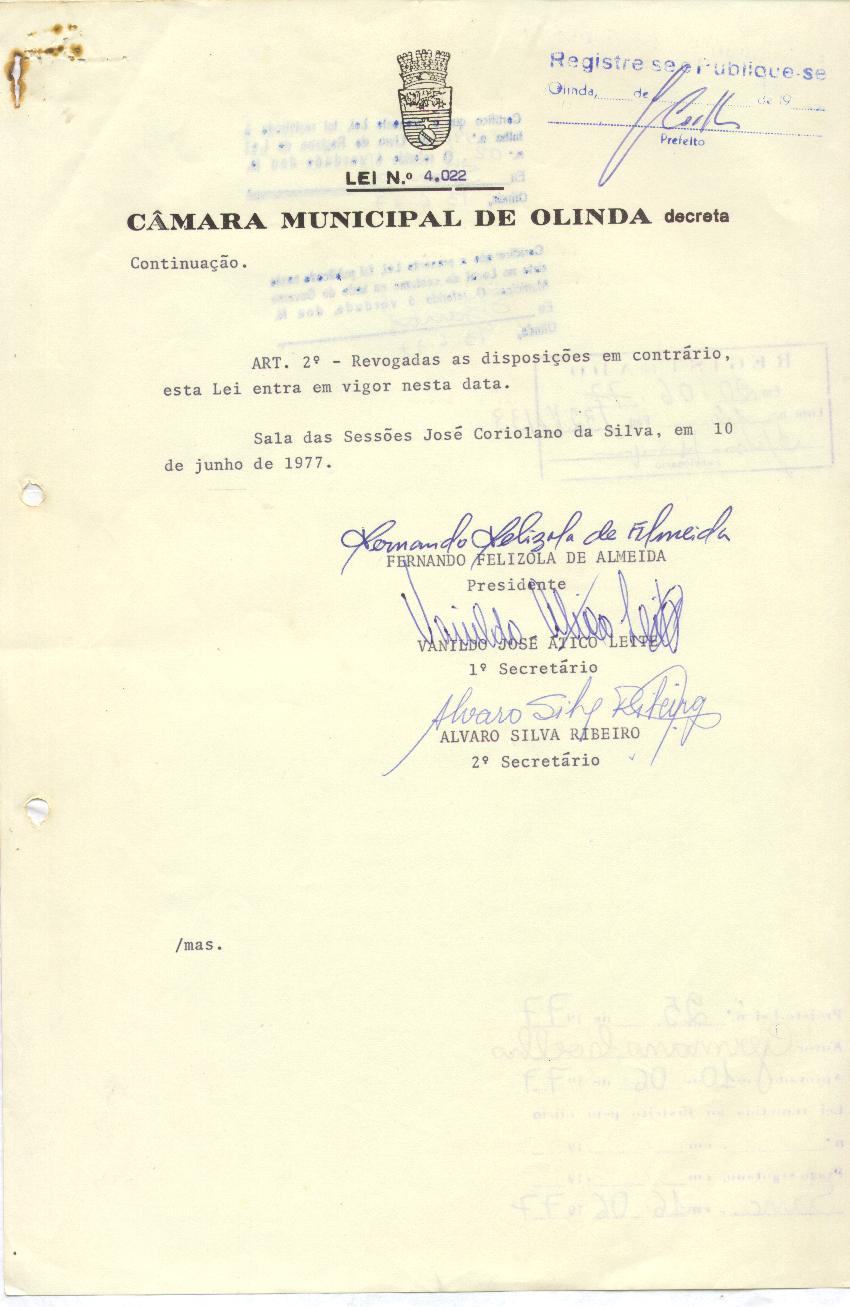 Registre se e Publique-se
Olinda, de de 19
Prefeito
LEI N.º 4.022
CÂMARA MUNICIPAL DE OLINDA decreta
Continuação.
ART. 2º - Revogadas as disposições em contrário,
esta Lei entra em vigor nesta data.
Sala das Sessões José Coriolano da Silva, em 10
de junho de 1977.
Fernando Felizola de Almeida
FERNANDO FELIZOLA DE ALMEIDA
Presidente
Vanildo Atico Leite
VANILDO JOSÉ ÁTICO LEITE
1º Secretário
Alvaro Silva Ribeiro
ALVARO SILVA RIBEIRO
2º Secretário
/mas.